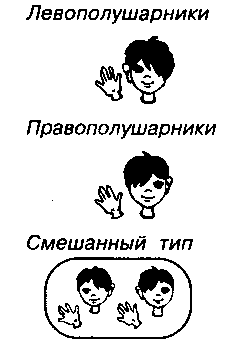 Левополушарники
Правополушарники
Смешанный тип